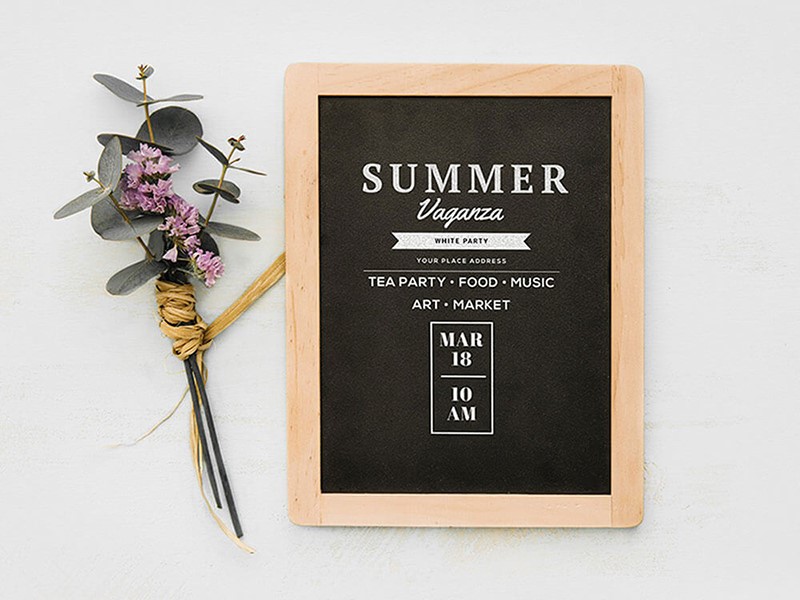 SUMMER
Vaganza
WHITE PARTY
YOUR PLACE ADDRESS
TEA PARTY • FOOD • MUSIC
ART • MARKET
MAR
18
10
AM